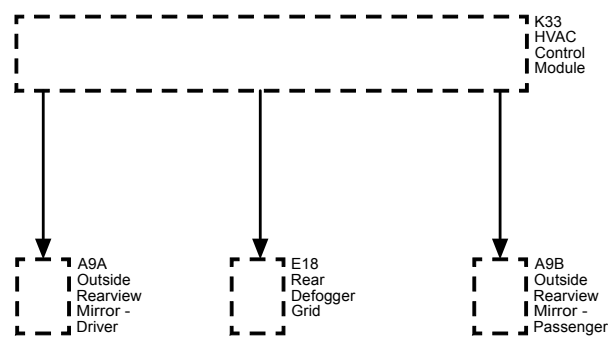 K33
HVAC
Control
Module
A9A
Outside
Rearview
Mirror -
Driver
E18
Rear
Defogger
Grid
A9B
Outside
Rearview
Mirror -
Passenger